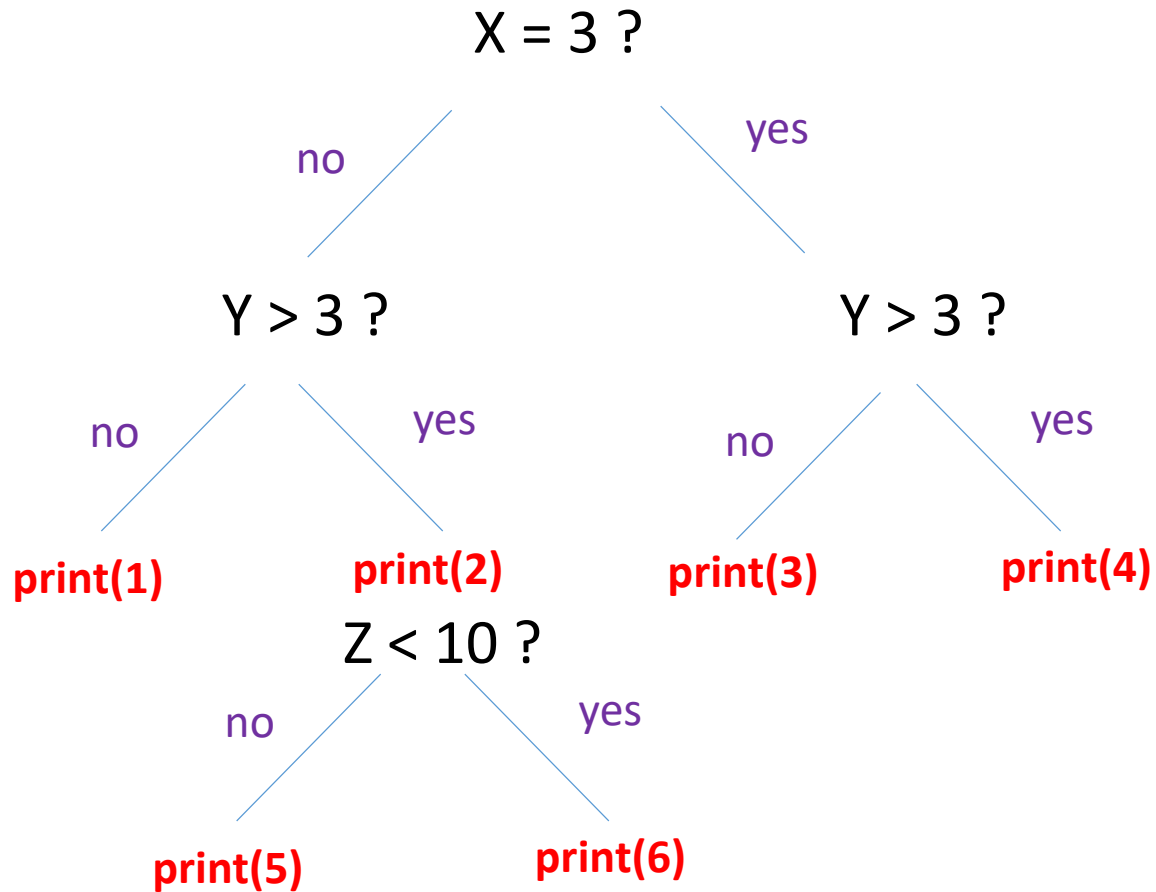 X = 3 ?
no
yes
Y > 3 ?
Y > 3 ?
no
yes
no
yes
print(1)
print(2)
print(3)
print(4)
Z < 10 ?
no
yes
print(5)
print(6)